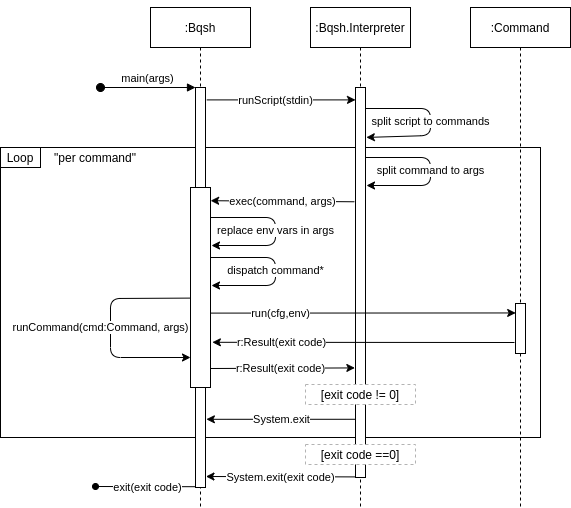 :Bqsh
:Bqsh.Interpreter
:Command
main(args)
runScript(stdin)
split script to commands
Loop
"per command"
split command to args
exec(command, args)
replace env vars in args
dispatch command*
run(cfg,env)
runCommand(cmd:Command, args)
r:Result(exit code)
r:Result(exit code)
[exit code != 0]
System.exit
[exit code ==0]
System.exit(exit code)
exit(exit code)